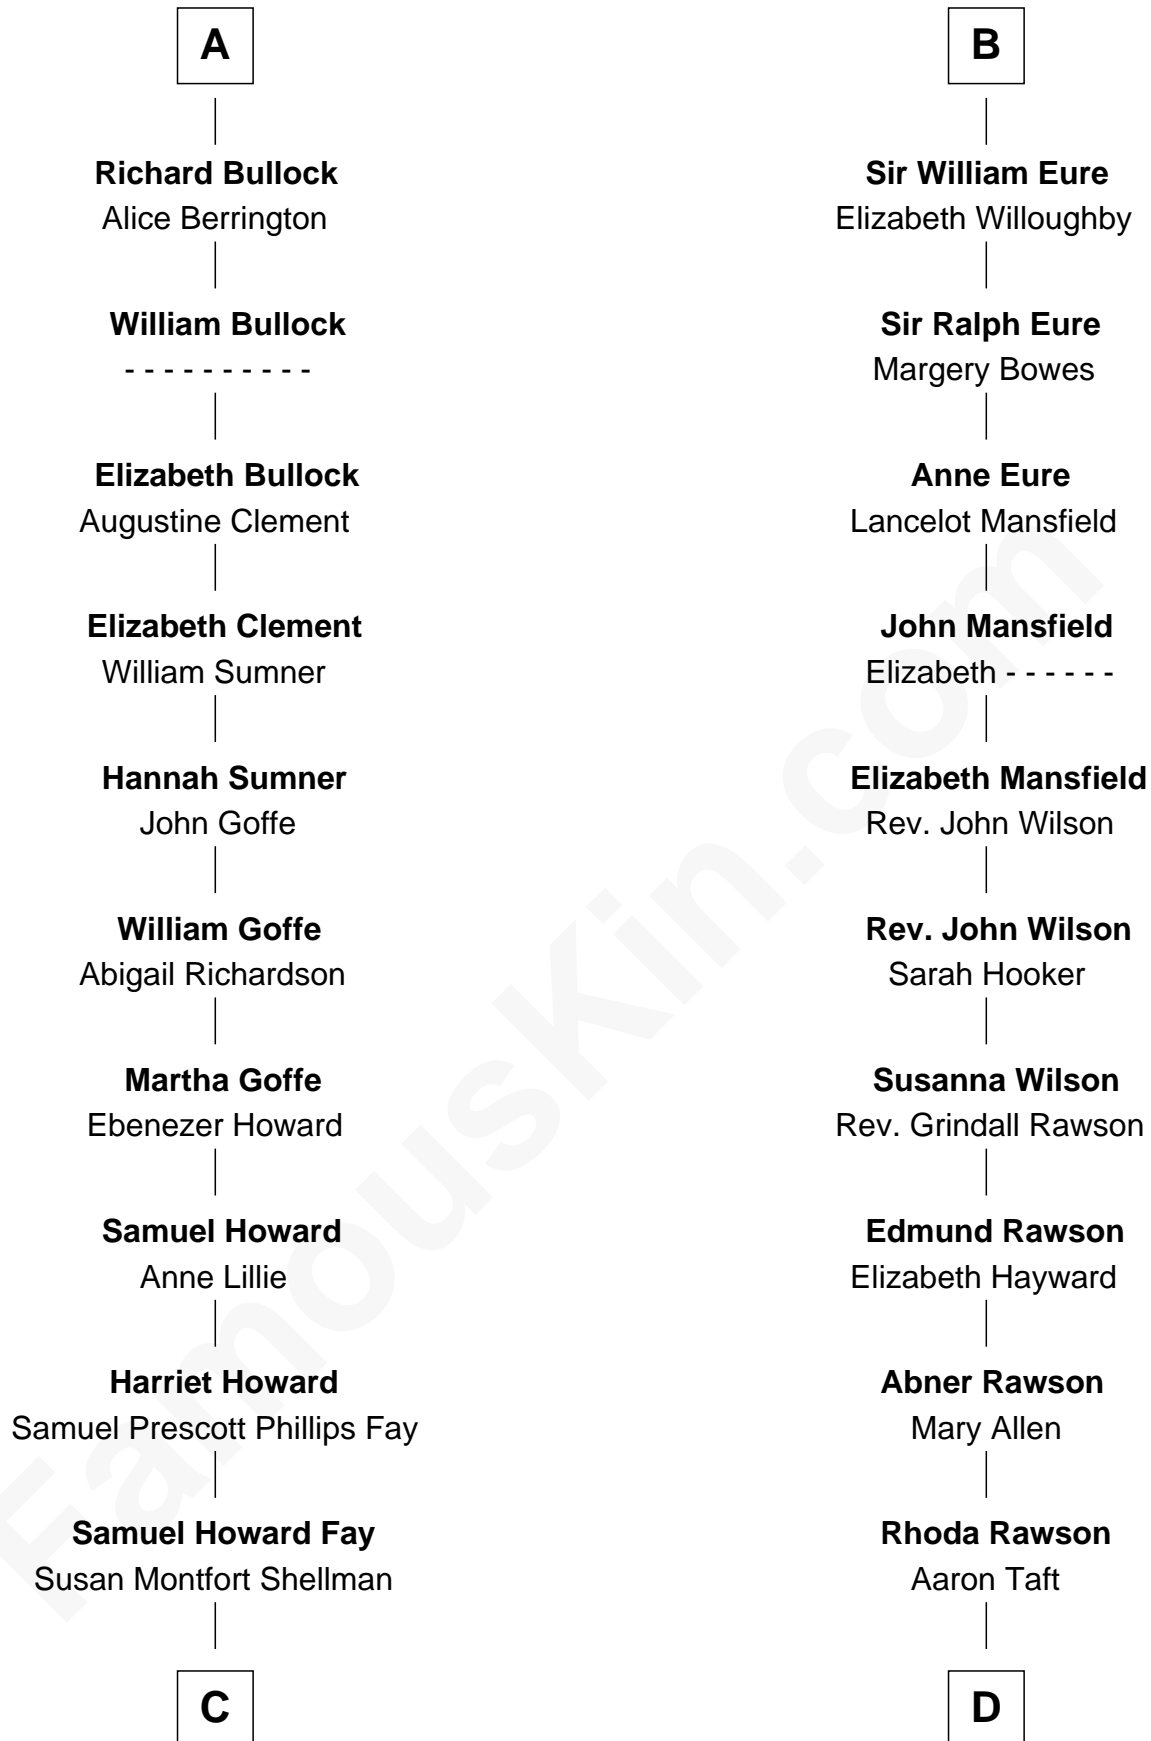 A
Richard Bullock
Alice Berrington
William Bullock
- - - - - - - - - -
Elizabeth Bullock
Augustine Clement
Elizabeth Clement
William Sumner
Hannah Sumner
John Goffe
William Goffe
Abigail Richardson
Martha Goffe
Ebenezer Howard
Samuel Howard
Anne Lillie
Harriet Howard
Samuel Prescott Phillips Fay
Samuel Howard Fay
Susan Montfort Shellman
C
B
Sir William Eure
Elizabeth Willoughby
Sir Ralph Eure
Margery Bowes
Anne Eure
Lancelot Mansfield
John Mansfield
Elizabeth - - - - - -
Elizabeth Mansfield
Rev. John Wilson
Rev. John Wilson
Sarah Hooker
Susanna Wilson
Rev. Grindall Rawson
Edmund Rawson
Elizabeth Hayward
Abner Rawson
Mary Allen
Rhoda Rawson
Aaron Taft
D
FamousKin.com